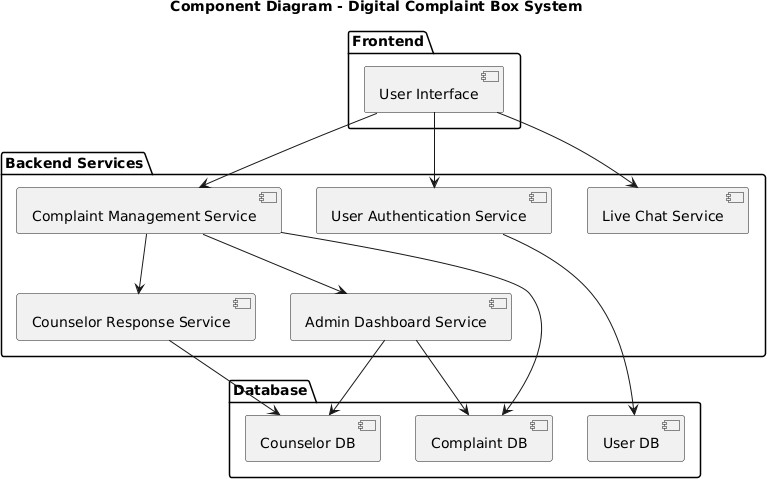 Component Diagram - Digital Complaint Box System
Frontend
User Interface
Backend Services
Complaint Management Service
User Authentication Service
Live Chat Service
Counselor Response Service
Admin Dashboard Service
Database
Counselor DB
Complaint DB
User DB